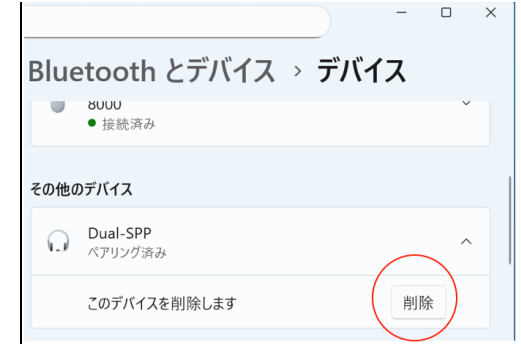 Bluetooth とデバイス › デバイス
8000
接続済み
その他のデバイス
Dual-SPP
ペアリング済み
このデバイスを削除します
削除